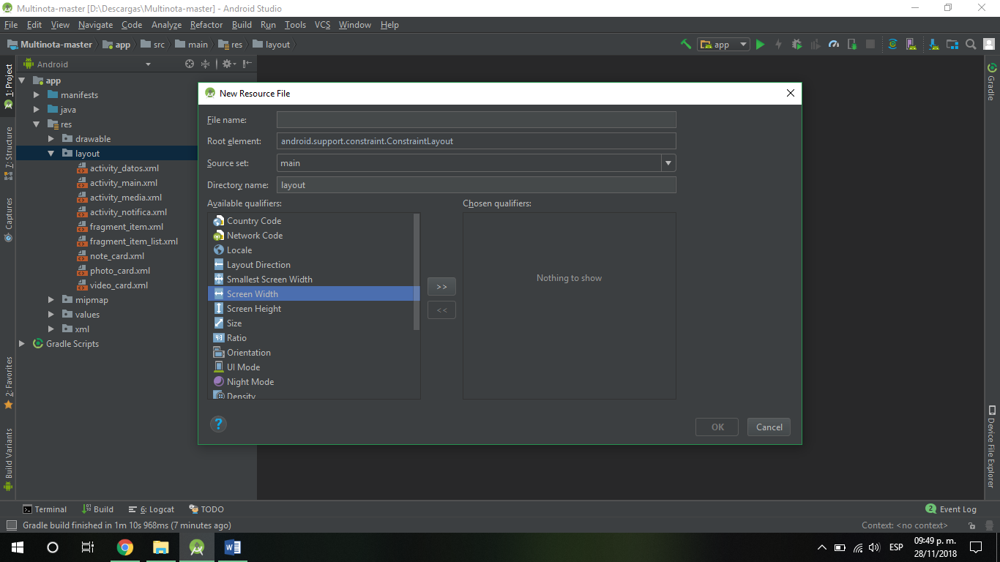 Multinota-master [D:\Descargas\Multinota-master] - Android Studio
File Edit View Navigate Code Analyze Refactor Build Run Tools VCS Window Help
Multinota-master app src main res layout
app
1: Project
7: Structure
Captures
2: Favorites
Build Variants
Android
app
manifests
java
res
drawable
layout
activity_datos.xml
activity_main.xml
activity_media.xml
activity_notifica.xml
fragment_item.xml
fragment_item_list.xml
note_card.xml
photo_card.xml
video_card.xml
mipmap
values
xml
Gradle Scripts
New Resource File
File name:
Root element: android.support.constraint.ConstraintLayout
Source set: main
Directory name: layout
Available qualifiers:
Chosen qualifiers:
Country Code
Network Code
Locale
Layout Direction
Smallest Screen Width
Screen Width
Screen Height
Size
4:3 Ratio
Orientation
UI Mode
Night Mode
Density
>>
<<
Nothing to show
?
OK
Cancel
Gradle
Device File Explorer
Terminal Build 6: Logcat TODO
2 Event Log
Gradle build finished in 1m 10s 968ms (7 minutes ago)
Context: <no context>
ESP
09:49 p. m.
28/11/2018